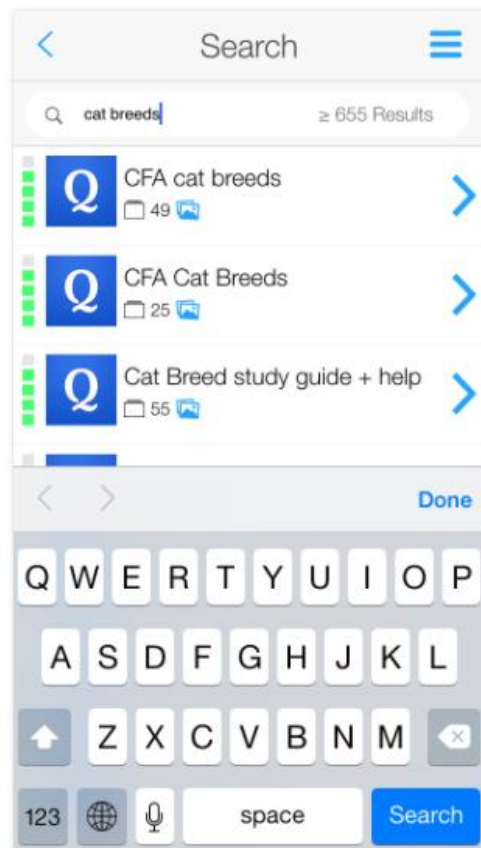 Search
cat breeds ≥ 655 Results
Q CFA cat breeds
49
Q CFA Cat Breeds
25
Q Cat Breed study guide + help
55
Done
Q W E R T Y U I O P
A S D F G H J K L
Z X C V B N M
123 space Search